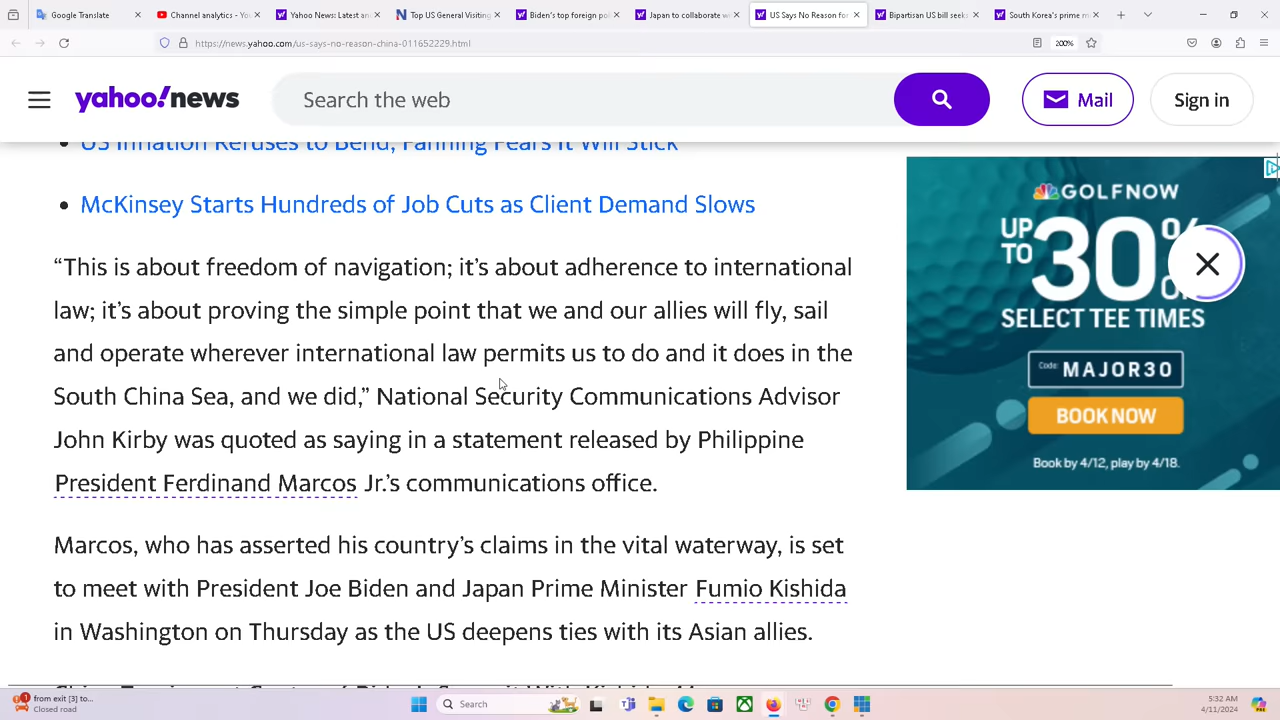 Google Translate
Channel analytics - You
Yahoo News: Latest an
Top US General Visiting
Biden's top foreign pol
Japan to collaborate w
US Says No Reason for
Bipartisan US bill seeks
South Korea's prime m
https://news.yahoo.com/us-says-no-reason-china-011652229.html
200%
yahoo!news
Search the web
Mail
Sign in
US Inflation Refuses to Bend, Fanning Fears It Will Stick
McKinsey Starts Hundreds of Job Cuts as Client Demand Slows
“This is about freedom of navigation; it’s about adherence to international
law; it’s about proving the simple point that we and our allies will fly, sail
and operate wherever international law permits us to do and it does in the
South China Sea, and we did,” National Security Communications Advisor
John Kirby was quoted as saying in a statement released by Philippine
President Ferdinand Marcos Jr.’s communications office.
Marcos, who has asserted his country’s claims in the vital waterway, is set
to meet with President Joe Biden and Japan Prime Minister Fumio Kishida
in Washington on Thursday as the US deepens ties with its Asian allies.
GOLFNOW
UP
TO
30%
SELECT TEE TIMES
Code: MAJOR30
BOOK NOW
Book by 4/12, play by 4/18.
1
from exit [3] to...
Closed road
Search
5:32 AM
4/11/2024